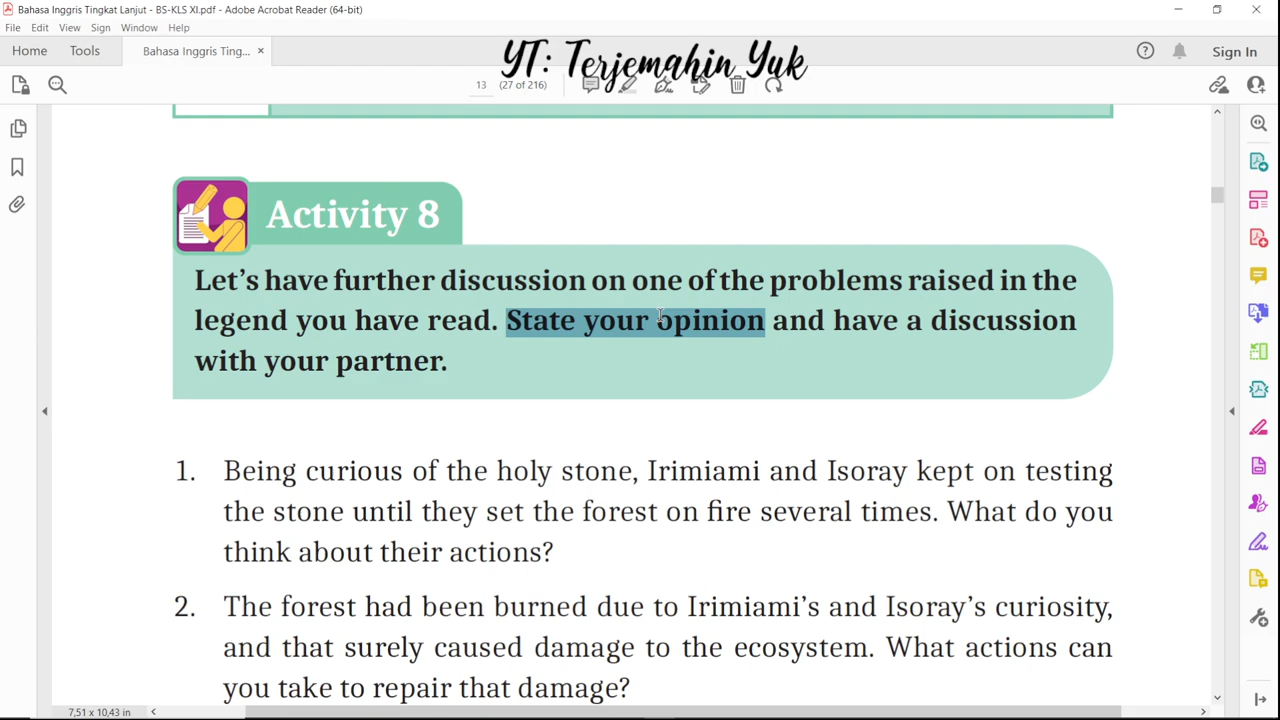 Bahasa Inggris Tingkat Lanjut - BS-KLS XI.pdf - Adobe Acrobat Reader (64-bit)
File Edit View Sign Window Help
Home Tools Bahasa Inggris Ting... × Sign In
YT: Terjemahin Yuk
13 (27 of 216)
Activity 8
Let's have further discussion on one of the problems raised in the
legend you have read. State your opinion and have a discussion
with your partner.
1. Being curious of the holy stone, Irimiami and Isoray kept on testing
the stone until they set the forest on fire several times. What do you
think about their actions?
2. The forest had been burned due to Irimiami's and Isoray's curiosity,
and that surely caused damage to the ecosystem. What actions can
you take to repair that damage?
7,51 x 10,43 in